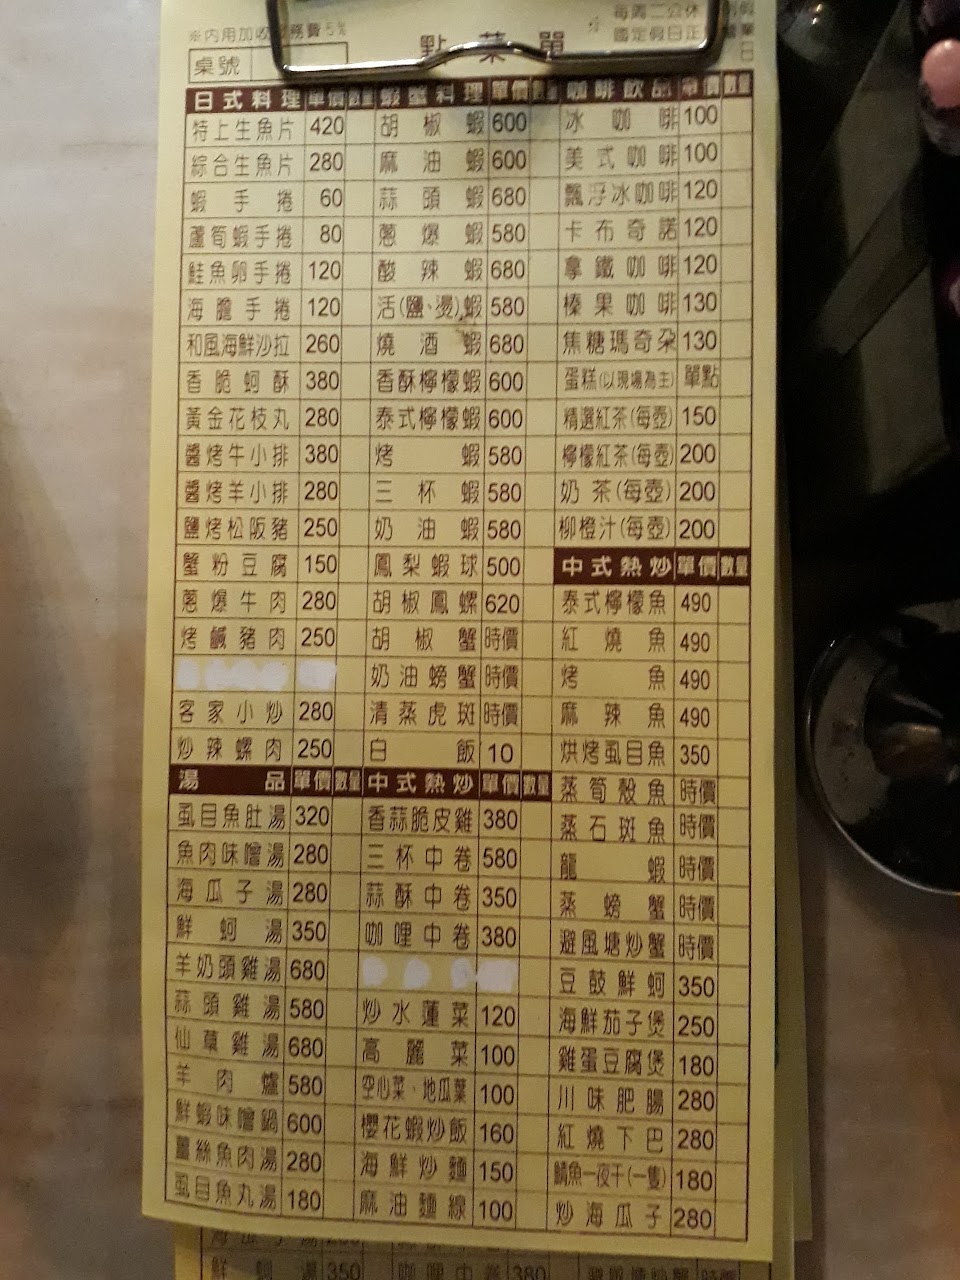 ※內用加收服務費5%
每週二公休
國定假日正
業
日
點菜單
桌號
日式料理 單價 數量
特上生魚片 420
綜合生魚片 280
蝦手捲 60
蘆筍蝦手捲 80
鮭魚卵手捲 120
海膽手捲 120
和風海鮮沙拉 260
香脆蚵酥 380
黃金花枝丸 280
醬烤牛小排 380
醬烤羊小排 280
鹽烤松阪豬 250
蟹粉豆腐 150
蔥爆牛肉 280
烤鹹豬肉 250
客家小炒 280
炒辣螺肉 250
湯品 單價 數量
虱目魚肚湯 320
魚肉味噌湯 280
海瓜子湯 280
鮮蚵湯 350
羊奶頭雞湯 680
蒜頭雞湯 580
仙草雞湯 680
羊肉爐 580
鮮蝦味噌鍋 600
薑絲魚肉湯 280
虱目魚丸湯 180
蝦蟹料理 單價 數量
胡椒蝦 600
麻油蝦 600
蒜頭蝦 680
蔥爆蝦 580
酸辣蝦 680
活(鹽、燙)蝦 580
燒酒蝦 680
香酥檸檬蝦 600
泰式檸檬蝦 600
烤蝦 580
三杯蝦 580
奶油蝦 580
鳳梨蝦球 500
胡椒鳳螺 620
胡椒蟹 時價
奶油螃蟹 時價
清蒸虎斑 時價
白飯 10
中式熱炒 單價 數量
香蒜脆皮雞 380
三杯中卷 580
蒜酥中卷 350
咖哩中卷 380
炒水蓮菜 120
高麗菜 100
空心菜、地瓜葉 100
櫻花蝦炒飯 160
海鮮炒麵 150
麻油麵線 100
咖啡飲品 單價 數量
冰咖啡 100
美式咖啡 100
飄浮冰咖啡 120
卡布奇諾 120
拿鐵咖啡 120
榛果咖啡 130
焦糖瑪奇朵 130
蛋糕(以現場為主) 單點
精選紅茶(每壺) 150
檸檬紅茶(每壺) 200
奶茶(每壺) 200
柳橙汁(每壺) 200
中式熱炒 單價 數量
泰式檸檬魚 490
紅燒魚 490
烤魚 490
麻辣魚 490
烘烤虱目魚 350
蒸筍殼魚 時價
蒸石斑魚 時價
龍蝦 時價
蒸螃蟹 時價
避風塘炒蟹 時價
豆鼓鮮蚵 350
海鮮茄子煲 250
雞蛋豆腐煲 180
川味肥腸 280
紅燒下巴 280
鯖魚一夜干(一隻) 180
炒海瓜子 280
鮮蚵湯 350
咖哩中卷 380